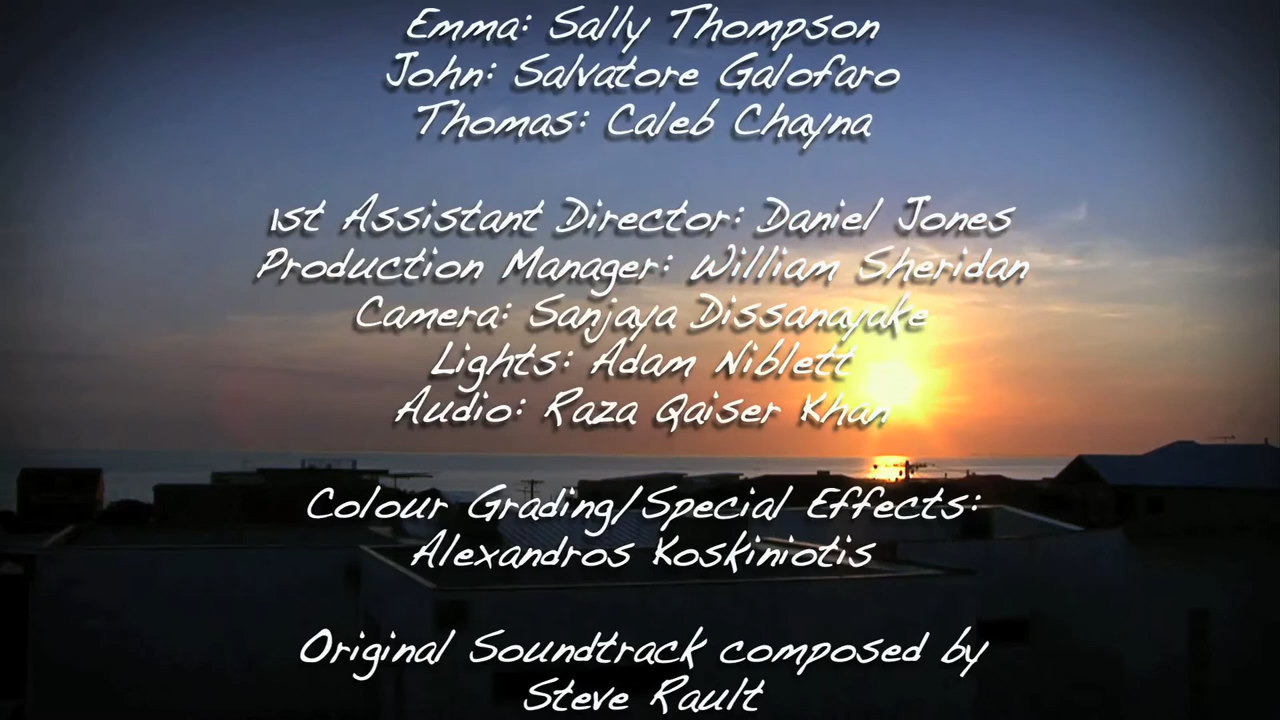 Emma: Sally Thompson
John: Salvatore Galofaro
Thomas: Caleb Chayna
1st Assistant Director: Daniel Jones
Production Manager: William Sheridan
Camera: Sanjaya Dissanayake
Lights: Adam Niblett
Audio: Raza Qaiser Khan
Colour Grading/Special Effects:
Alexandros Koskiniotis
Original Soundtrack composed by
Steve Rault